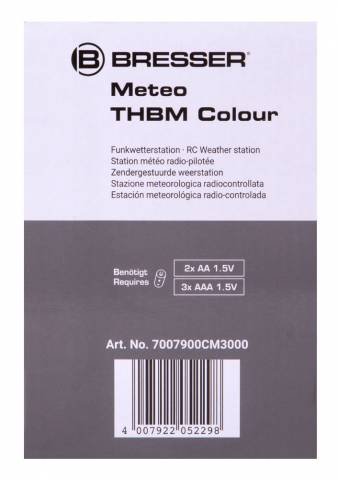 B BRESSER®
Meteo
THBM Colour
Funkwetterstation · RC Weather station
Station météo radio-pilotée
Zendergestuurde weerstation
Stazione meteorologica radiocontrollata
Estación meteorológica radio-controlada
Benötigt
Requires
2x AA 1.5V
3x AAA 1.5V
Art. No. 7007900CM3000
4 007922 052298